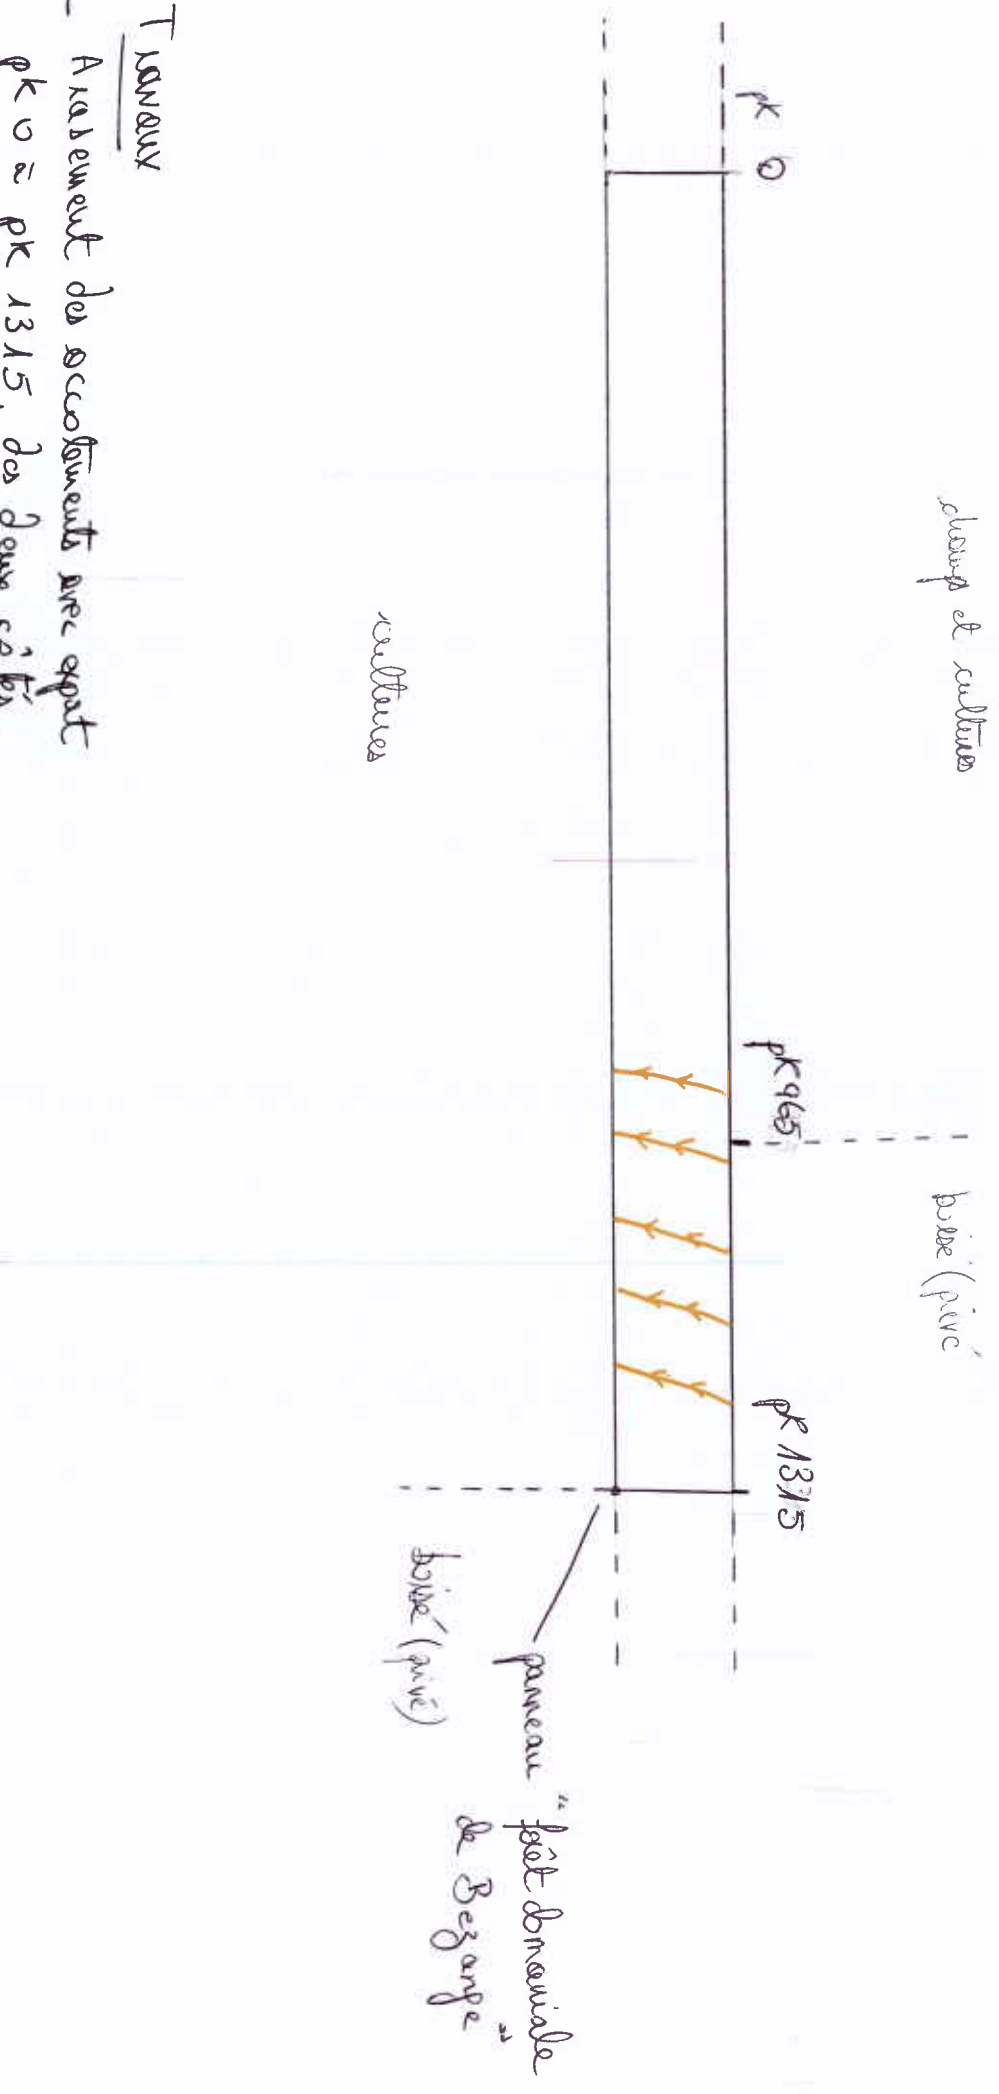 champs et cultures
boisé (privé
pk 0
pk 965
pk 1315
cultures
panneau "forêt domaniale
de Bezange"
boisé (privé)
Travaux
- Arasement des accotements avec export
pk 0 à pk 1315, des deux côtés